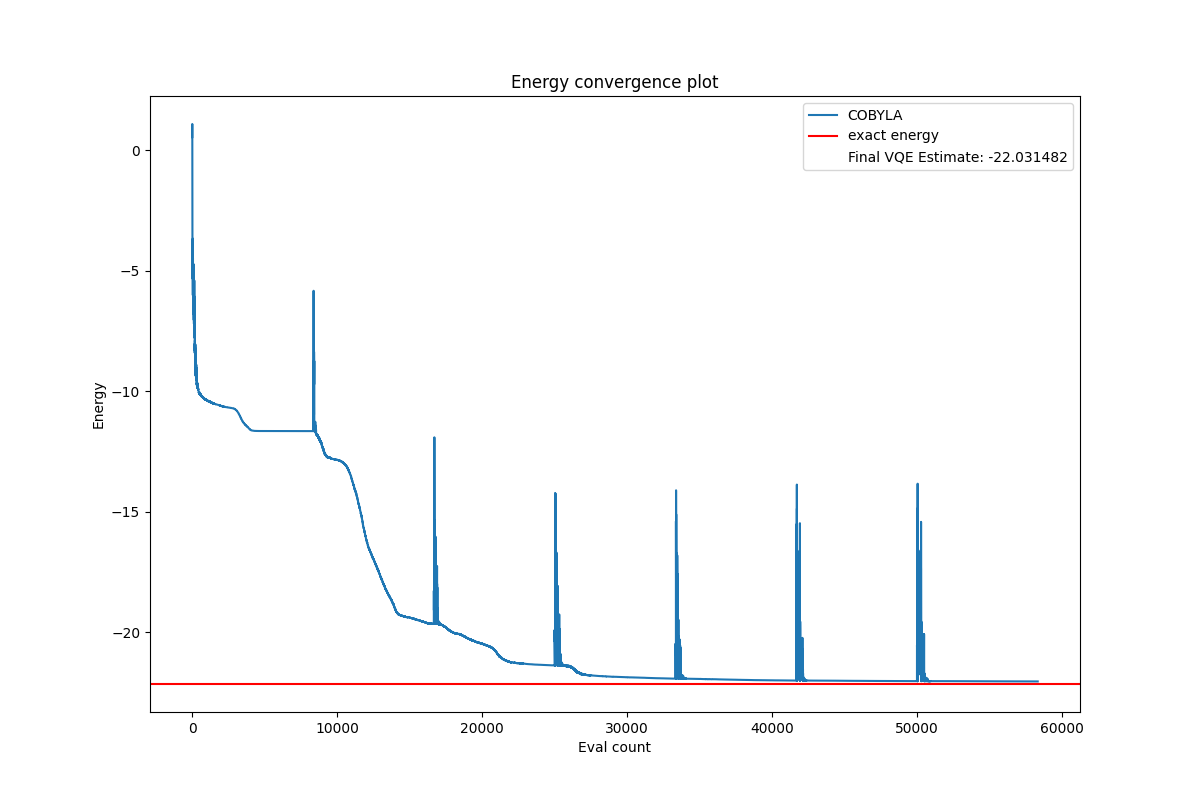 Energy convergence plot
COBYLA
exact energy
Final VQE Estimate: -22.031482
0
−5
−10
−15
−20
Energy
0
10000
20000
30000
40000
50000
60000
Eval count